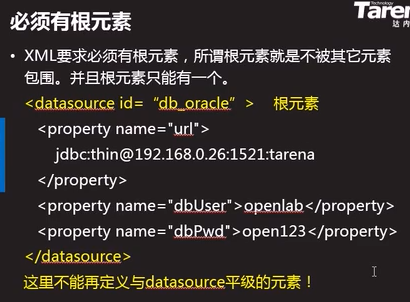 Technology
Taren
达内
必须有根元素
• XML要求必须有根元素，所谓根元素就是不被其它元素
包围。并且根元素只能有一个。
<datasource id=“db_oracle”> 根元素
<property name="url">
jdbc:thin@192.168.0.26:1521:tarena
</property>
<property name="dbUser">openlab</property>
<property name="dbPwd">open123</property>
</datasource>
这里不能再定义与datasource平级的元素！